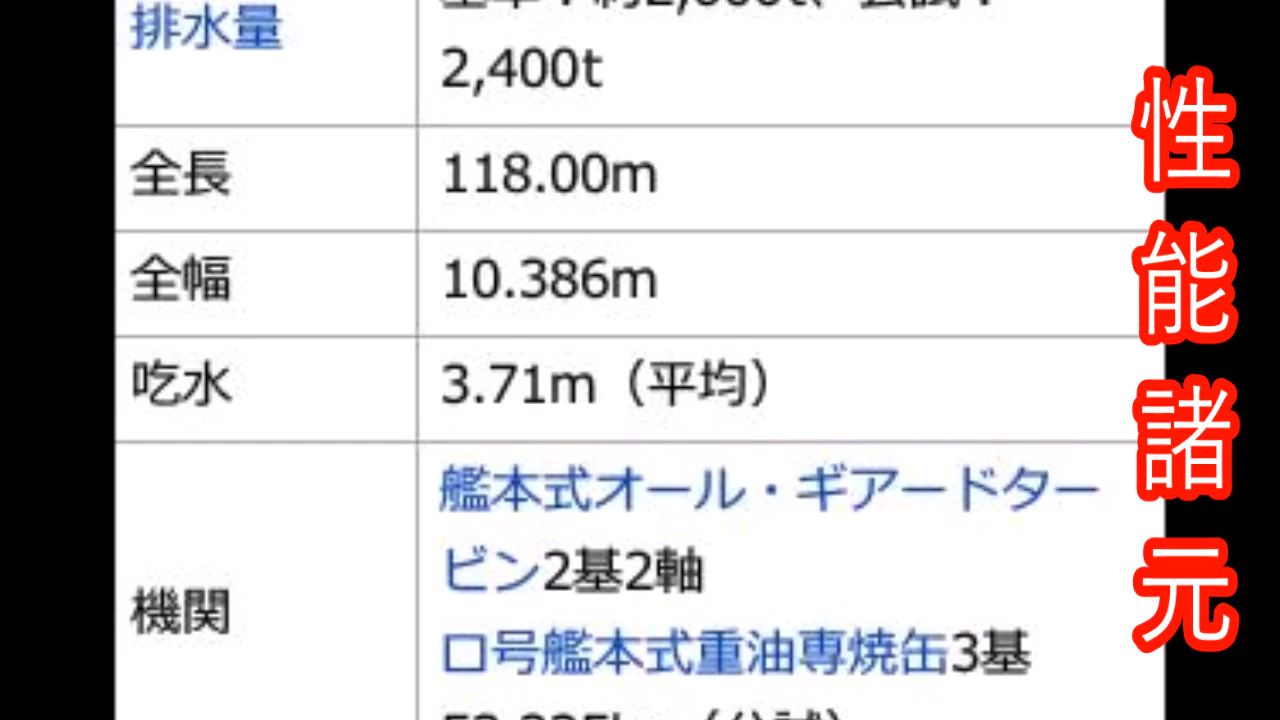 排水量
2,400t
全長
118.00m
全幅
10.386m
吃水
3.71m（平均）
機関
艦本式オール・ギアードター
ビン2基2軸
ロ号艦本式重油専焼缶3基
性能諸元